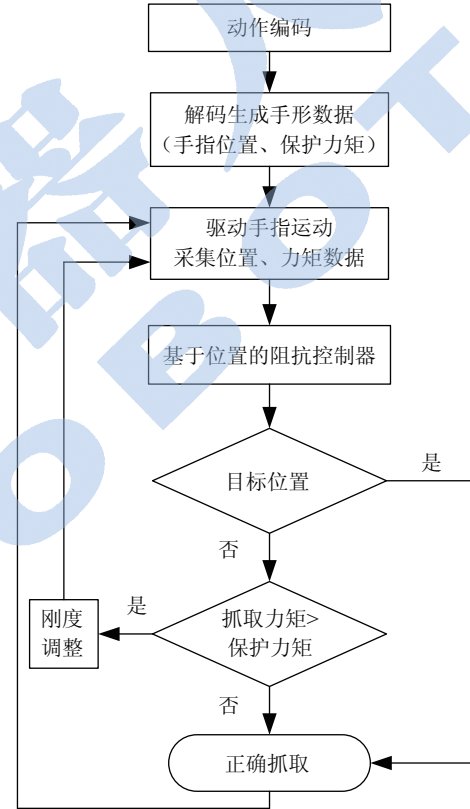 动作编码
解码生成手形数据
（手指位置、保护力矩）
驱动手指运动
采集位置、力矩数据
基于位置的阻抗控制器
目标位置
是
否
抓取力矩>
保护力矩
是
刚度
调整
否
正确抓取
器人
ROBOT